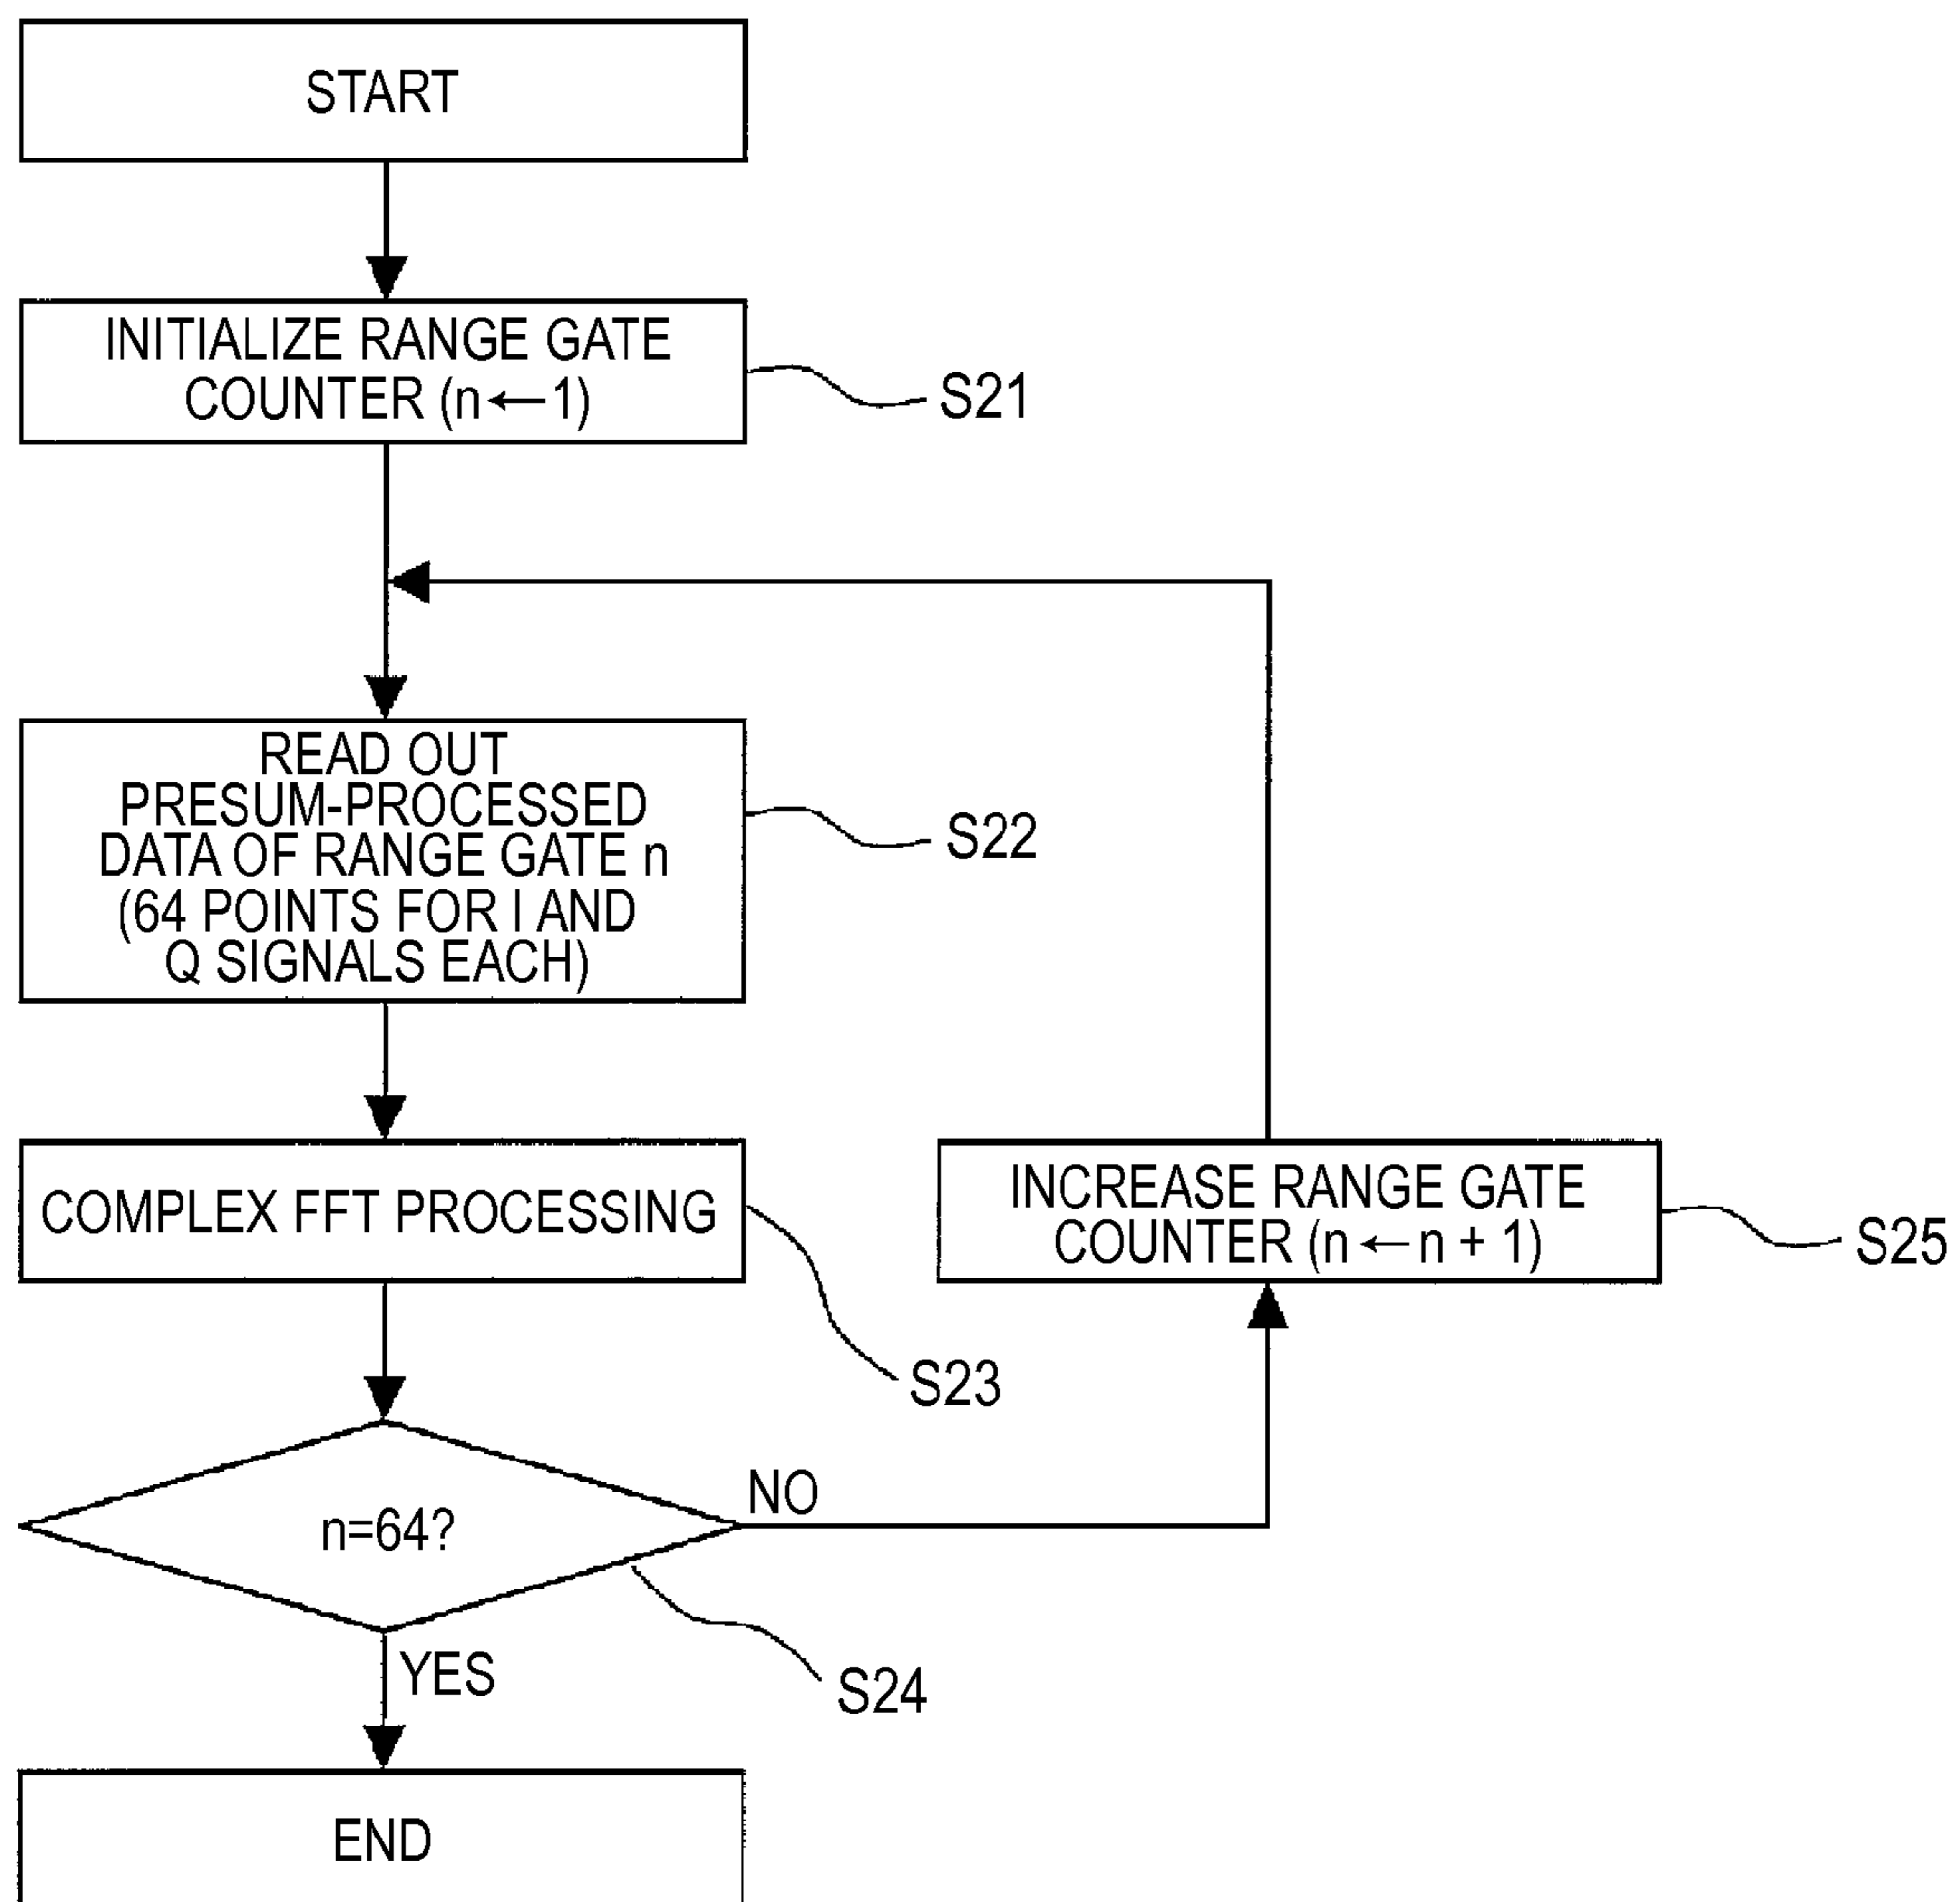 START
INITIALIZE RANGE GATE
COUNTER (n ← 1)
S21
READ OUT
PRESUM-PROCESSED
DATA OF RANGE GATE n
(64 POINTS FOR I AND
Q SIGNALS EACH)
S22
COMPLEX FFT PROCESSING
S23
INCREASE RANGE GATE
COUNTER (n ← n + 1)
S25
n=64?
NO
S24
YES
END